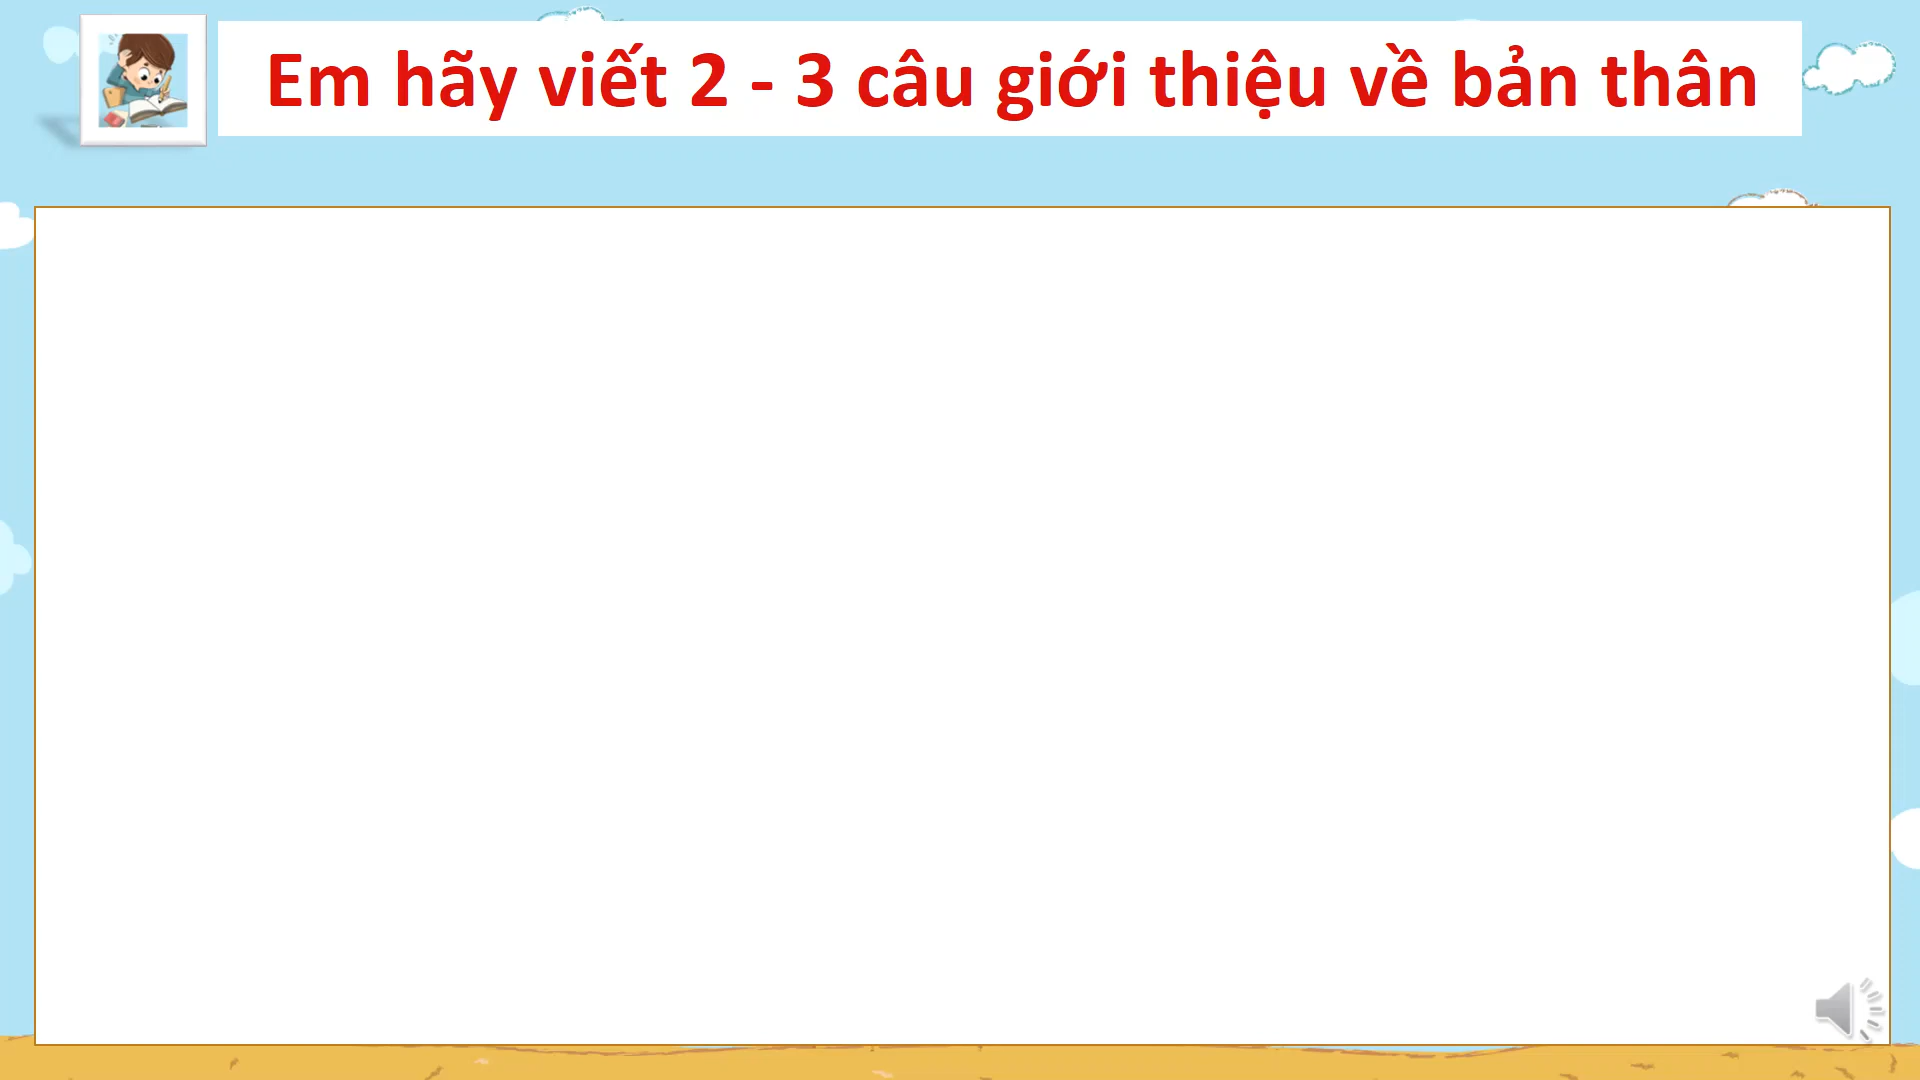 Em hãy viết 2 - 3 câu giới thiệu về bản thân